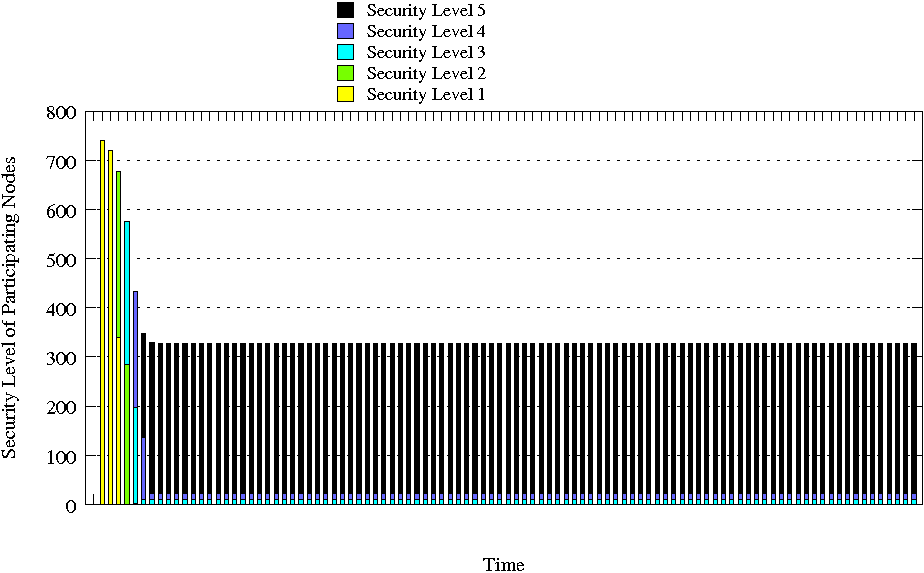 Security Level 5
Security Level 4
Security Level 3
Security Level 2
Security Level 1
800
700
600
500
400
300
200
100
0
Security Level of Participating Nodes
Time